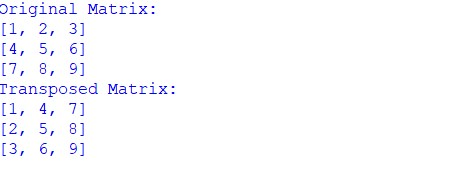 Original Matrix:
[1, 2, 3]
[4, 5, 6]
[7, 8, 9]
Transposed Matrix:
[1, 4, 7]
[2, 5, 8]
[3, 6, 9]